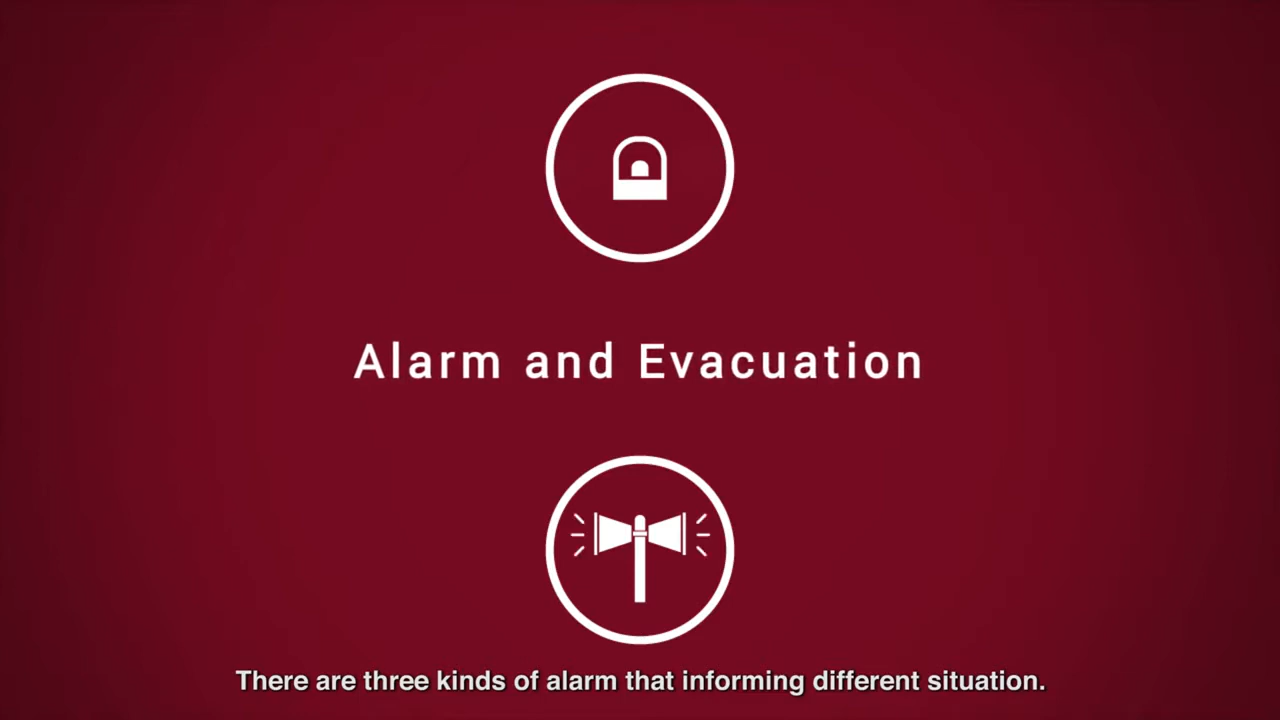 Alarm and Evacuation
There are three kinds of alarm that informing different situation.